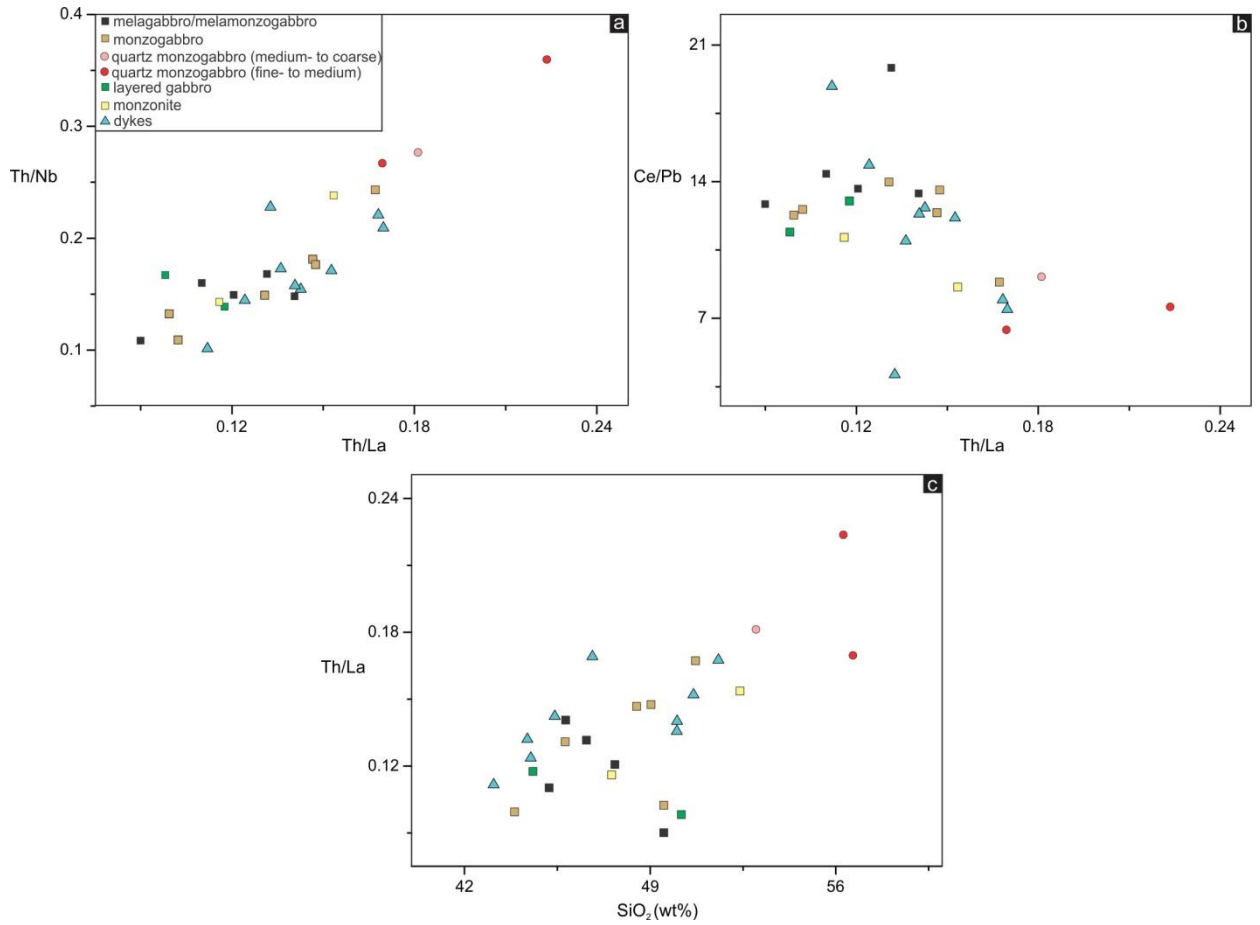 0.4
a
melagabbro/melamonzogabbro
monzogabbro
quartz monzogabbro (medium- to coarse)
quartz monzogabbro (fine- to medium)
layered gabbro
monzonite
dykes
0.3
Th/Nb
0.2
0.1
0.12
0.18
0.24
Th/La
b
21
14
Ce/Pb
7
0.12
0.18
0.24
Th/La
c
0.24
0.18
Th/La
0.12
42
49
56
SiO₂ (wt%)